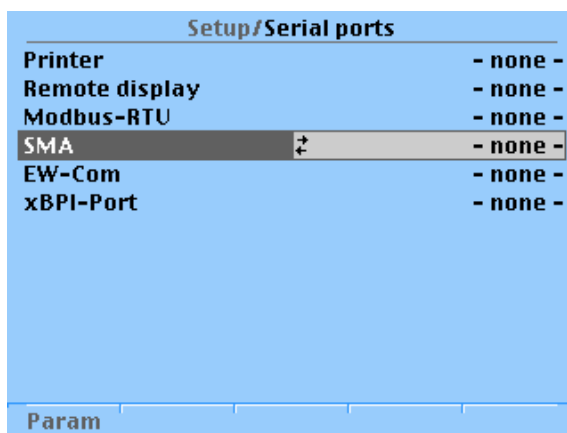 Setup/Serial ports
Printer - none -
Remote display - none -
Modbus-RTU - none -
SMA - none -
EW-Com - none -
xBPI-Port - none -
Param